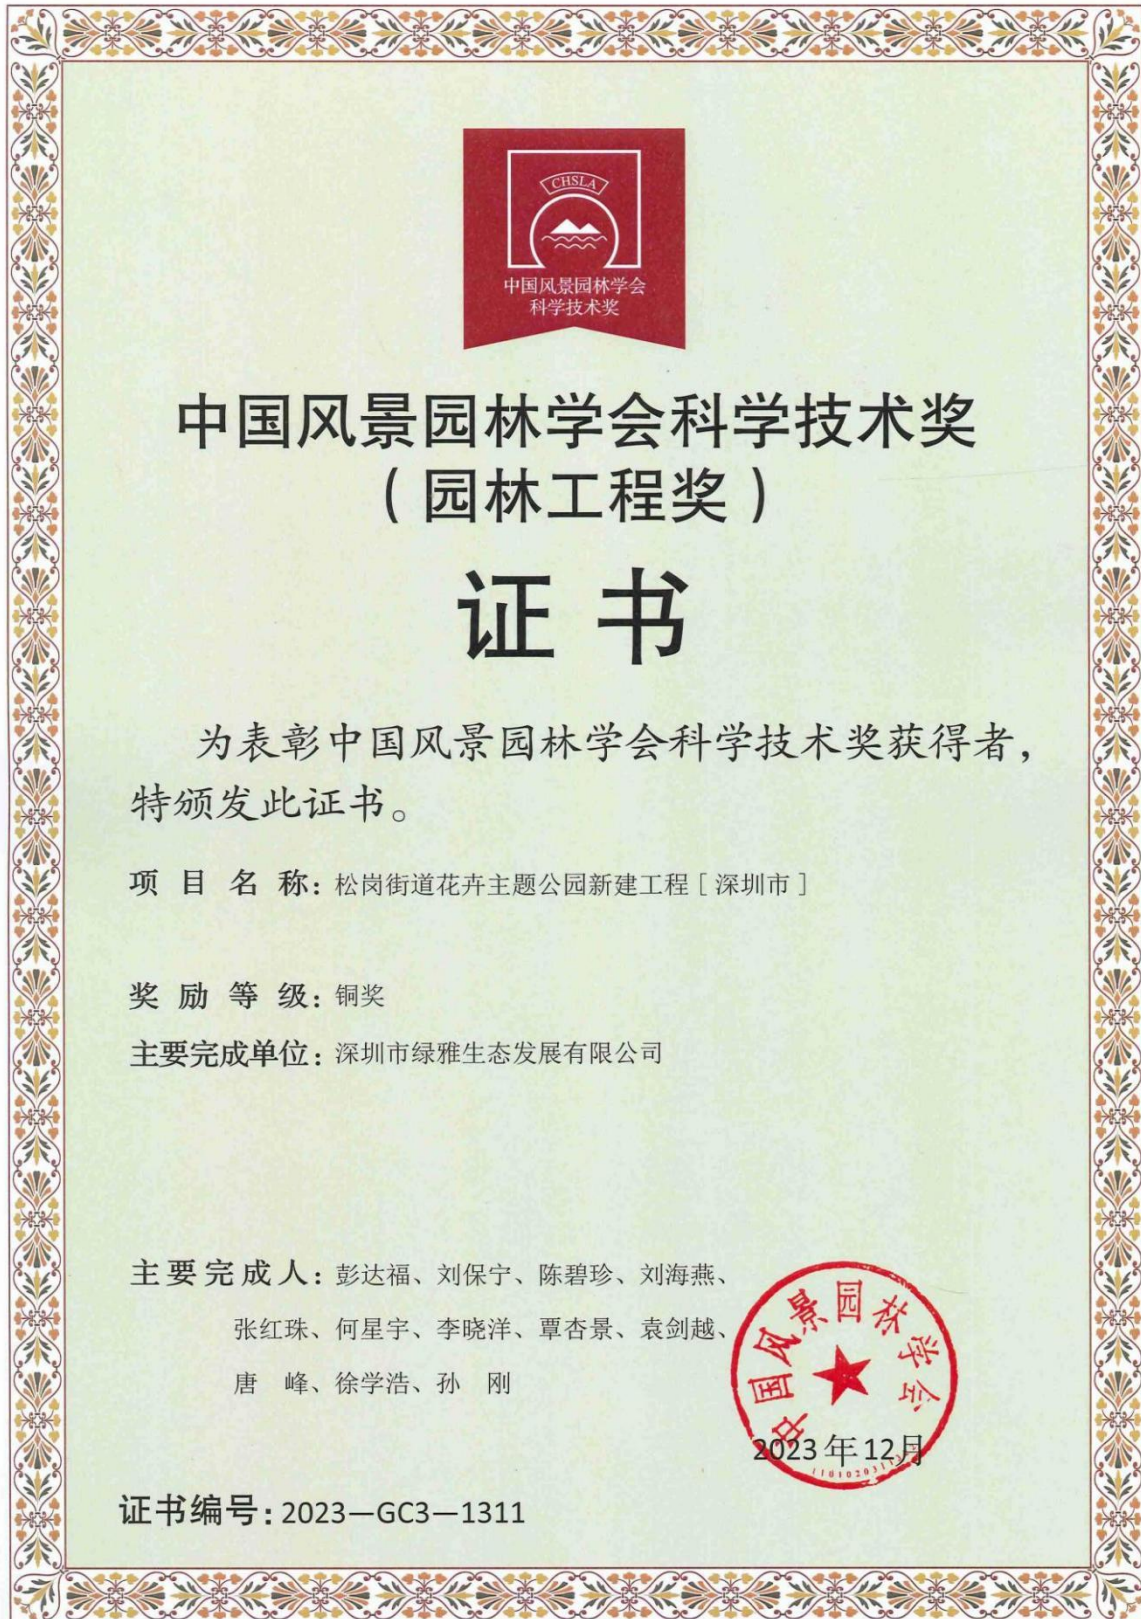 CHSLA
中国风景园林学会
科学技术奖
中国风景园林学会科学技术奖
（园林工程奖）
证书
为表彰中国风景园林学会科学技术奖获得者，
特颁发此证书。
项目名称：松岗街道花卉主题公园新建工程［深圳市］
奖励等级：铜奖
主要完成单位：深圳市绿雅生态发展有限公司
主要完成人：彭达福、刘保宁、陈碧珍、刘海燕、
张红珠、何星宇、李晓洋、覃杏景、袁剑越、
唐　峰、徐学浩、孙　刚
中国风景园林学会
2023年12月
证书编号：2023—GC3—1311